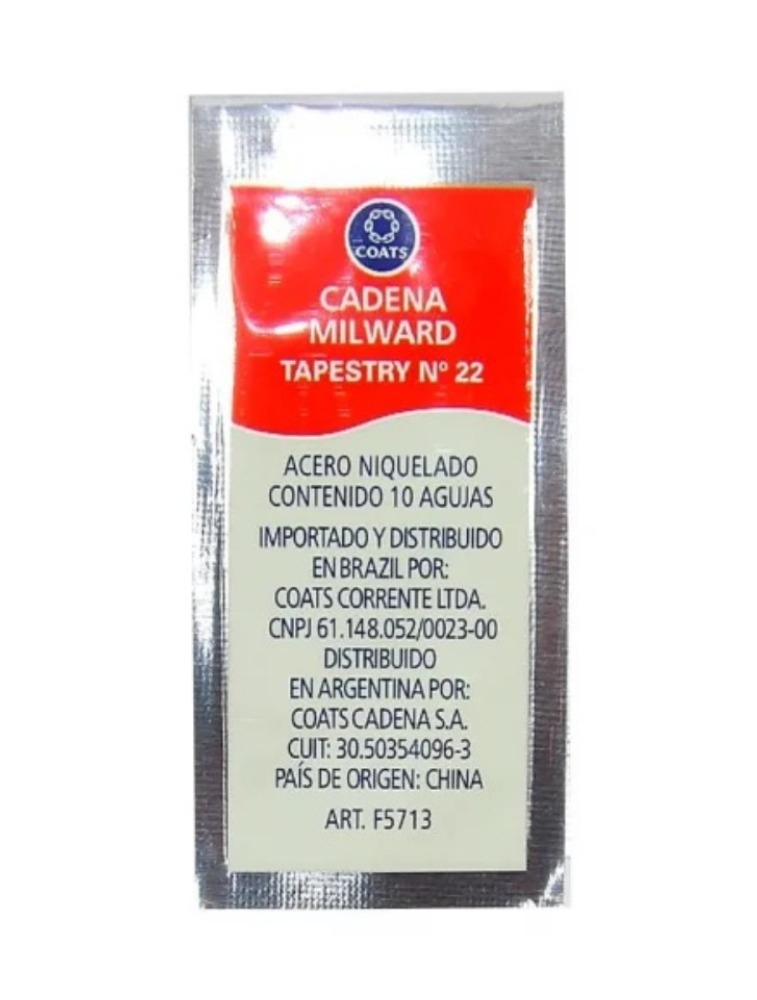 COATS
CADENA
MILWARD
TAPESTRY Nº 22
ACERO NIQUELADO
CONTENIDO 10 AGUJAS
IMPORTADO Y DISTRIBUIDO
EN BRAZIL POR:
COATS CORRENTE LTDA.
CNPJ 61.148.052/0023-00
DISTRIBUIDO
EN ARGENTINA POR:
COATS CADENA S.A.
CUIT: 30.50354096-3
PAÍS DE ORIGEN: CHINA
ART. F5713